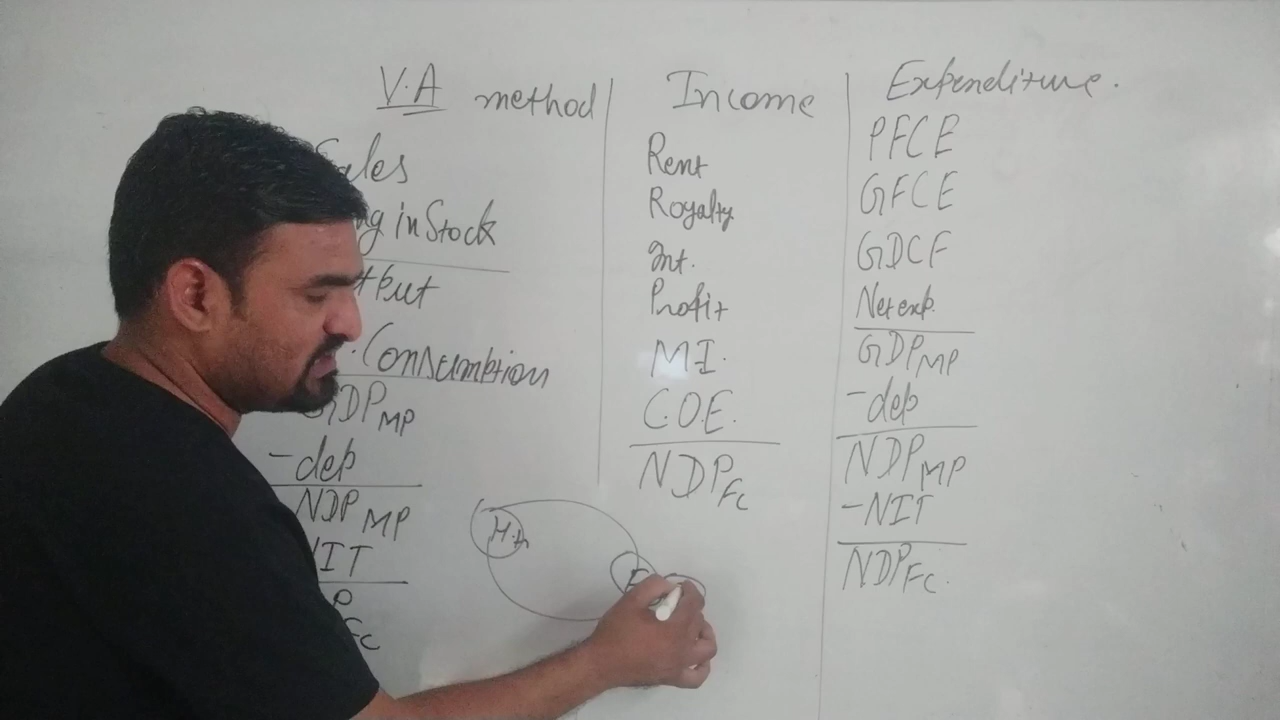 V.A method
Sales
in Stock
. Consumption
GDP MP
- dep
NDP MP
NIT
FC
Income
Rent
Royalty
Int.
Profit
MI.
C.O.E.
NDP FC
H.h
F
Expenditure.
PFCE
GFCE
GDCF
Net exp.
GDP MP
- dep
NDP MP
- NIT
NDP FC.